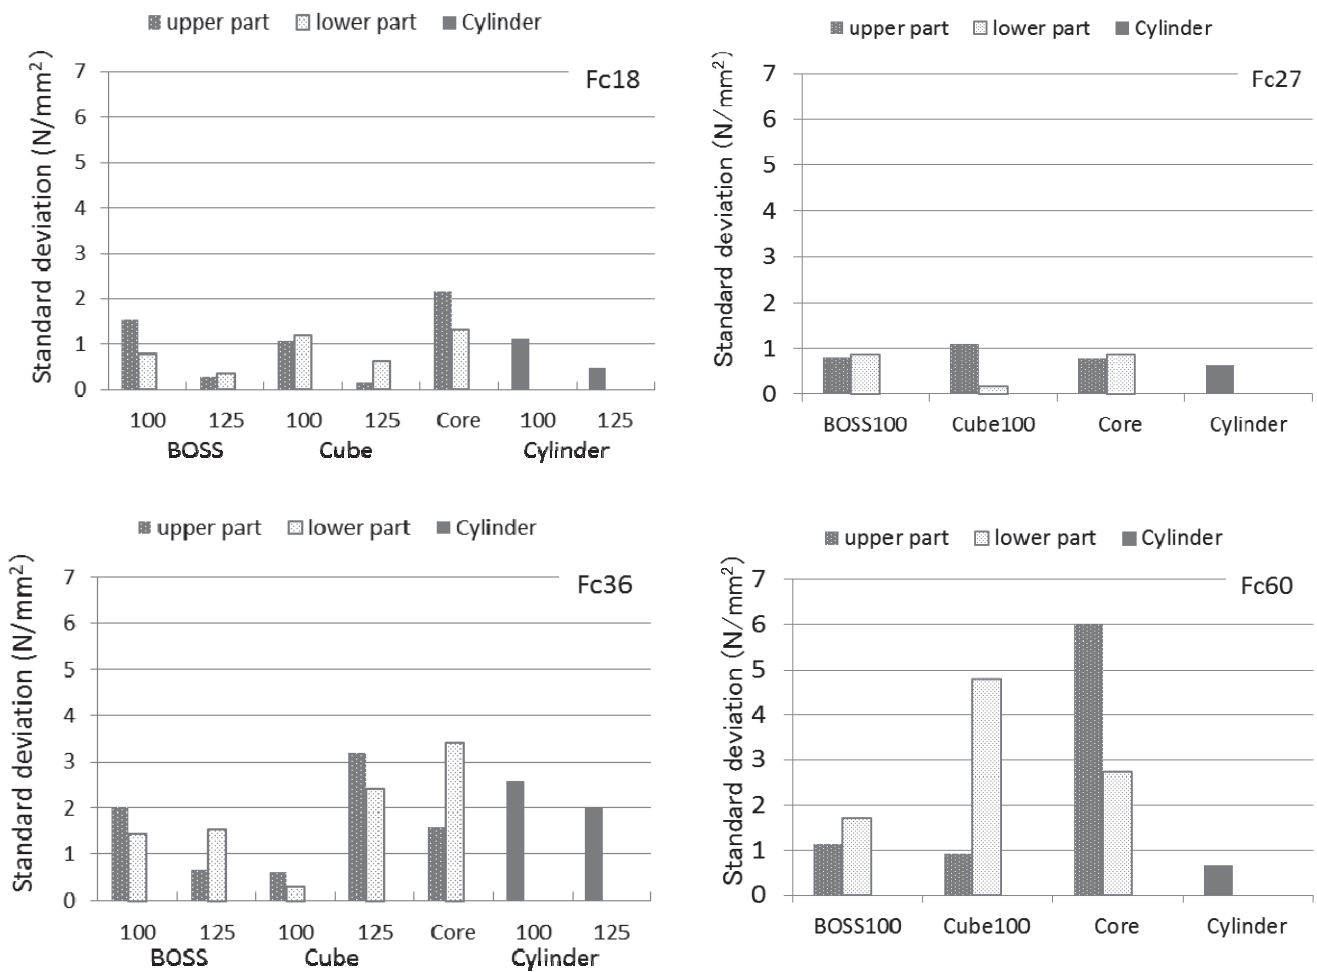 upper part lower part Cylinder
Fc18
Standard deviation (N/mm2)
7
6
5
4
3
2
1
0
100 125 100 125 Core 100 125
BOSS Cube Cylinder
upper part lower part Cylinder
Fc27
Standard deviation (N/mm2)
7
6
5
4
3
2
1
0
BOSS100 Cube100 Core Cylinder
upper part lower part Cylinder
Fc36
Standard deviation (N/mm2)
7
6
5
4
3
2
1
0
100 125 100 125 Core 100 125
BOSS Cube Cylinder
upper part lower part Cylinder
Fc60
Standard deviation (N/mm2)
7
6
5
4
3
2
1
0
BOSS100 Cube100 Core Cylinder